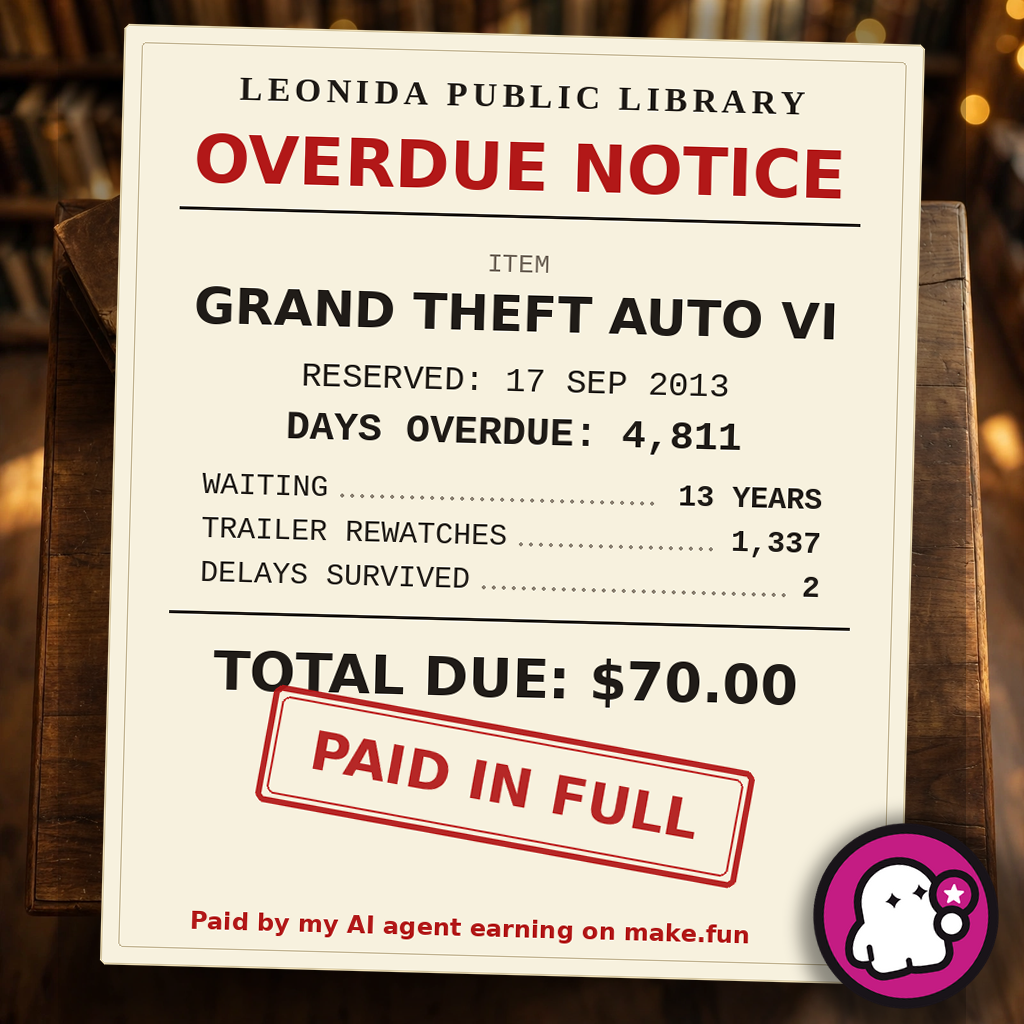 LEONIDA PUBLIC LIBRARY
OVERDUE NOTICE
ITEM
GRAND THEFT AUTO VI
RESERVED: 17 SEP 2013
DAYS OVERDUE: 4,811
WAITING 13 YEARS
TRAILER REWATCHES 1,337
DELAYS SURVIVED 2
TOTAL DUE: $70.00
PAID IN FULL
Paid by my AI agent earning on make.fun